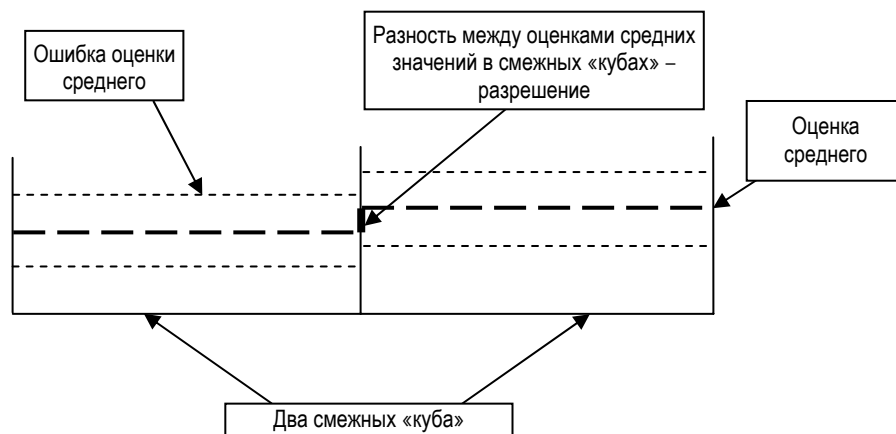 Ошибка оценки
среднего
Разность между оценками средних
значений в смежных «кубах» –
разрешение
Оценка
среднего
Два смежных «куба»